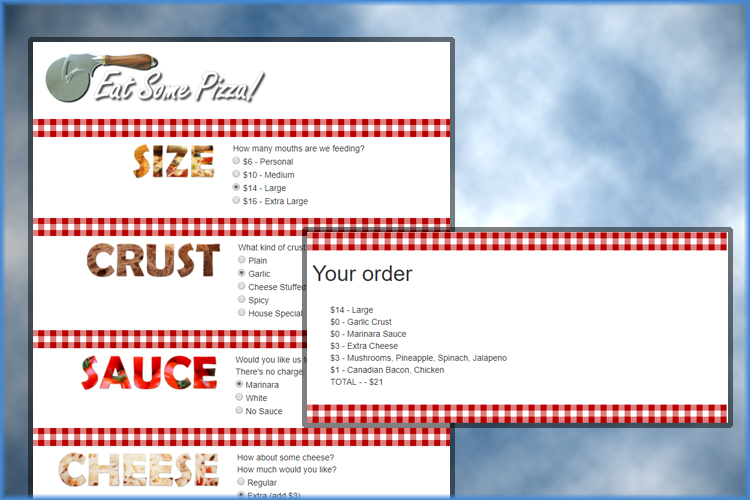 Eat Some Pizza!
SIZE
How many mouths are we feeding?
$6 - Personal
$10 - Medium
$14 - Large
$16 - Extra Large
CRUST
What kind of crust
Plain
Garlic
Cheese Stuffed
Spicy
House Special
SAUCE
Would you like us to
There's no charge
Marinara
White
No Sauce
CHEESE
How about some cheese?
How much would you like?
Regular
Extra (add $3)
Your order
$14 - Large
$0 - Garlic Crust
$0 - Marinara Sauce
$3 - Extra Cheese
$3 - Mushrooms, Pineapple, Spinach, Jalapeno
$1 - Canadian Bacon, Chicken
TOTAL - - $21